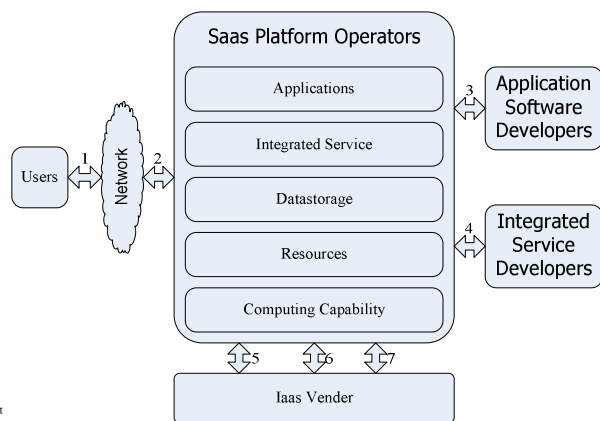 Saas Platform Operators
Applications
Integrated Service
Datastorage
Resources
Computing Capability
Users
1
Network
2
3
Application
Software
Developers
4
Integrated
Service
Developers
5
6
7
Iaas Vender
t